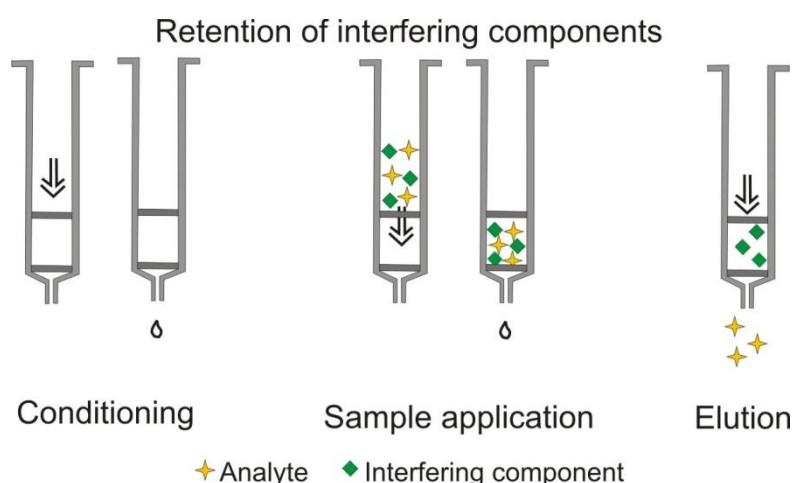 Retention of interfering components
Conditioning
Sample application
Elution
Analyte
Interfering component